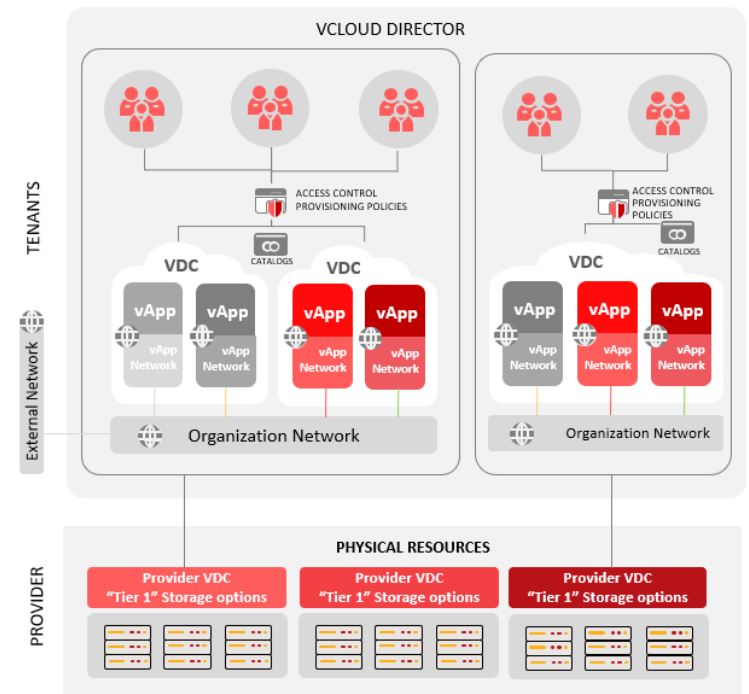 VCLOUD DIRECTOR
TENANTS
ACCESS CONTROL
PROVISIONING POLICIES
CATALOGS
VDC
vApp
vApp
Network
vApp
vApp
Network
VDC
vApp
vApp
Network
vApp
vApp
Network
Organization Network
ACCESS CONTROL
PROVISIONING
POLICIES
CATALOGS
VDC
vApp
vApp
Network
vApp
vApp
Network
vApp
vApp
Network
Organization Network
External Network
PROVIDER
PHYSICAL RESOURCES
Provider VDC
“Tier 1” Storage options
Provider VDC
“Tier 1” Storage options
Provider VDC
“Tier 1” Storage options